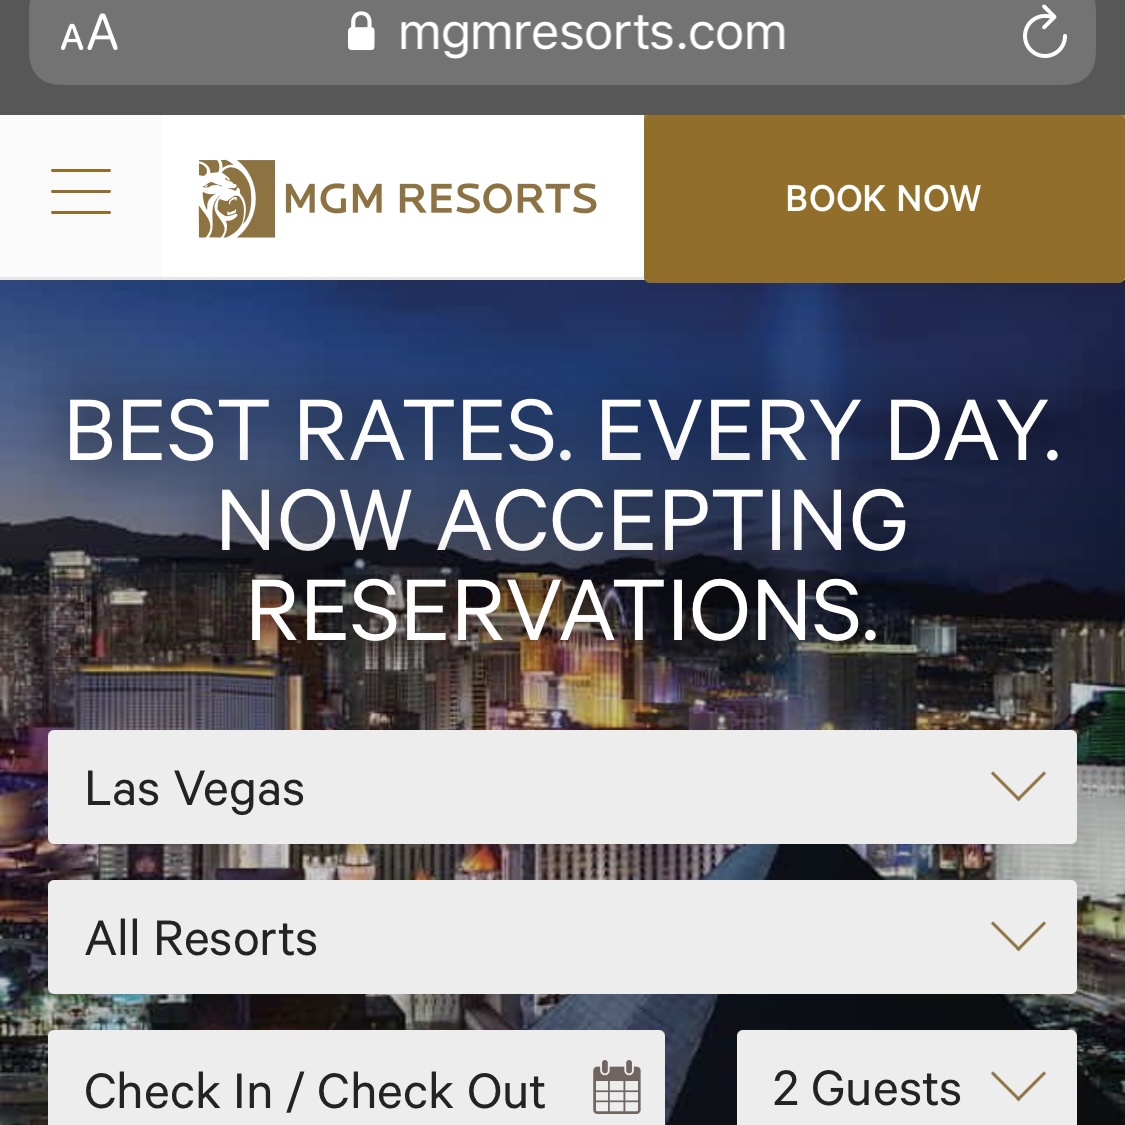 AA mgmresorts.com
MGM RESORTS
BOOK NOW
BEST RATES. EVERY DAY.
NOW ACCEPTING
RESERVATIONS.
Las Vegas
All Resorts
Check In / Check Out
2 Guests